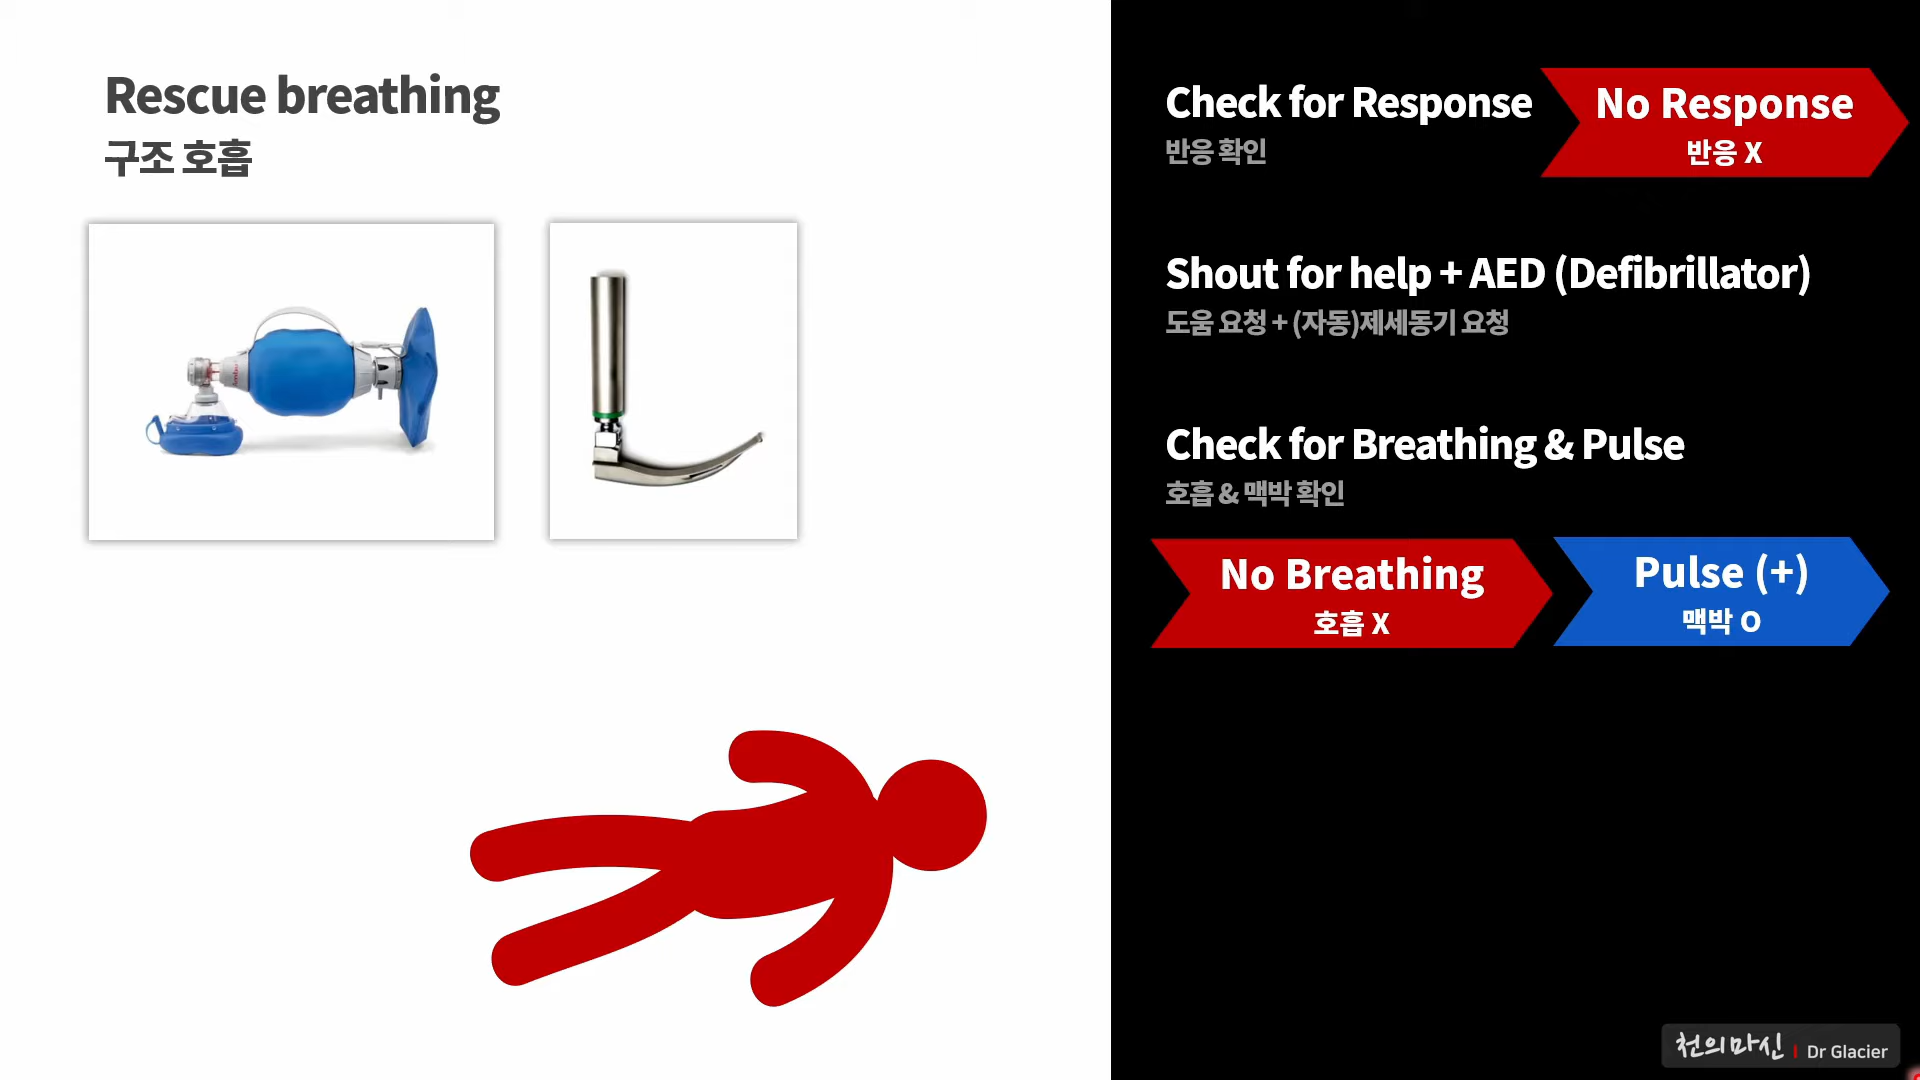 Rescue breathing
구조 호흡
Check for Response
반응 확인
No Response
반응 X
Shout for help + AED (Defibrillator)
도움 요청 + (자동)제세동기 요청
Check for Breathing & Pulse
호흡 & 맥박 확인
No Breathing
호흡 X
Pulse (+)
맥박 O
천의마신 | Dr Glacier